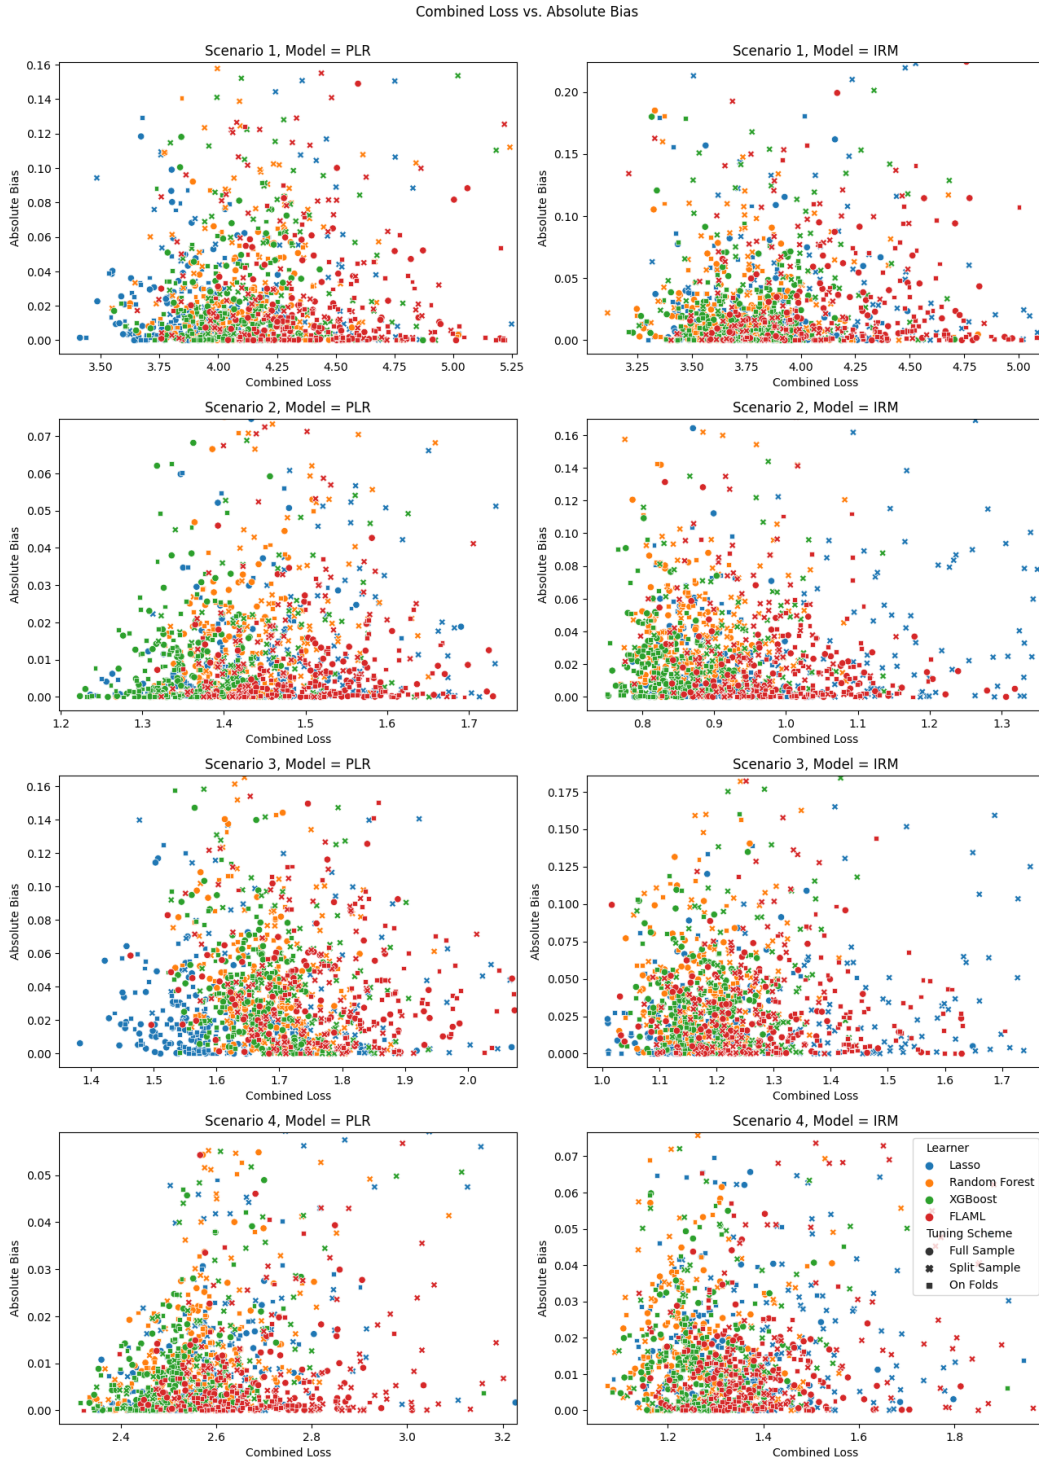 Combined Loss vs. Absolute Bias
Scenario 1, Model = PLR
Absolute Bias
0.16
0.14
0.12
0.10
0.08
0.06
0.04
0.02
0.00
3.50 3.75 4.00 4.25 4.50 4.75 5.00 5.25
Combined Loss
Scenario 1, Model = IRM
Absolute Bias
0.20
0.15
0.10
0.05
0.00
3.25 3.50 3.75 4.00 4.25 4.50 4.75 5.00
Combined Loss
Scenario 2, Model = PLR
Absolute Bias
0.07
0.06
0.05
0.04
0.03
0.02
0.01
0.00
1.2 1.3 1.4 1.5 1.6 1.7
Combined Loss
Scenario 2, Model = IRM
Absolute Bias
0.16
0.14
0.12
0.10
0.08
0.06
0.04
0.02
0.00
0.8 0.9 1.0 1.1 1.2 1.3
Combined Loss
Scenario 3, Model = PLR
Absolute Bias
0.16
0.14
0.12
0.10
0.08
0.06
0.04
0.02
0.00
1.4 1.5 1.6 1.7 1.8 1.9 2.0
Combined Loss
Scenario 3, Model = IRM
Absolute Bias
0.175
0.150
0.125
0.100
0.075
0.050
0.025
0.000
1.0 1.1 1.2 1.3 1.4 1.5 1.6 1.7
Combined Loss
Scenario 4, Model = PLR
Absolute Bias
0.05
0.04
0.03
0.02
0.01
0.00
2.4 2.6 2.8 3.0 3.2
Combined Loss
Scenario 4, Model = IRM
Absolute Bias
0.07
0.06
0.05
0.04
0.03
0.02
0.01
0.00
1.2 1.4 1.6 1.8
Combined Loss
Learner
Lasso
Random Forest
XGBoost
FLAML
Tuning Scheme
Full Sample
Split Sample
On Folds